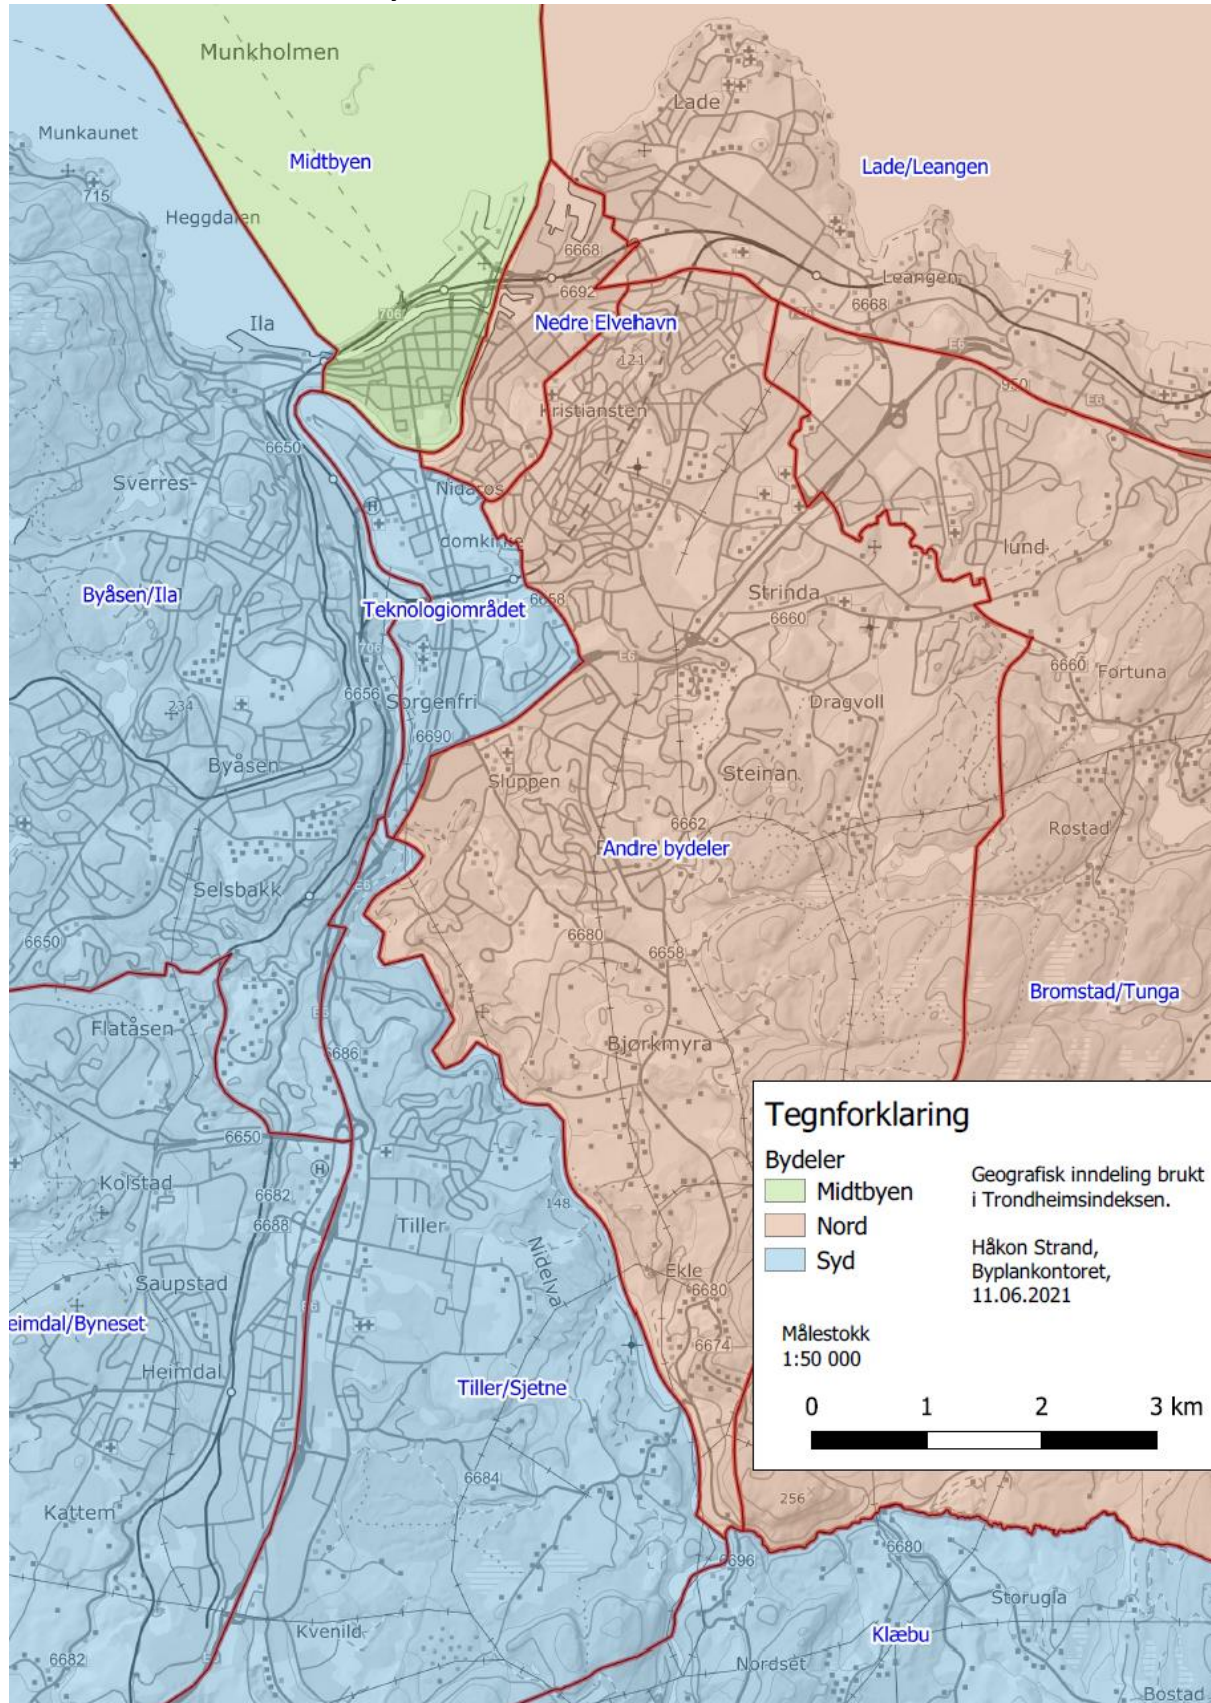 Munkholmen
Lade
Munkaunet
Midtbyen
Lade/Leangen
715
Heggdalen
6668
Leangen
6692
706
6668
Ila
Nedre Elvehavn
E6
121
950
E6
Kristiansten
6650
Sverres-
Nidaros
H
domkirke
lund
Byåsen/Ila
Teknologiområdet
6658
Strinda
6660
706
E6
6660
Fortuna
6656
Sorgenfri
Dragvoll
234
6690
Byåsen
Sluppen
Steinan
6662
Rostad
Andre bydeler
E6
Selsbakk
6650
6680
6658
Bromstad/Tunga
Flatåsen
E6
6686
Bjørkmyra
6650
H
Kolstad
6682
6688
Tiller
148
Nidelva
Saupstad
Ekle
6680
E6
eimdal/Byneset
6674
Heimdal
Tiller/Sjetne
6684
Kattem
256
6680
6696
Storugla
Kvenild
Klæbu
6682
E6
Nordset
Bostad
Tegnforklaring
Bydeler
Midtbyen
Nord
Syd
Geografisk inndeling brukt
i Trondheimsindeksen.
Håkon Strand,
Byplankontoret,
11.06.2021
Målestokk
1:50 000
0 1 2 3 km